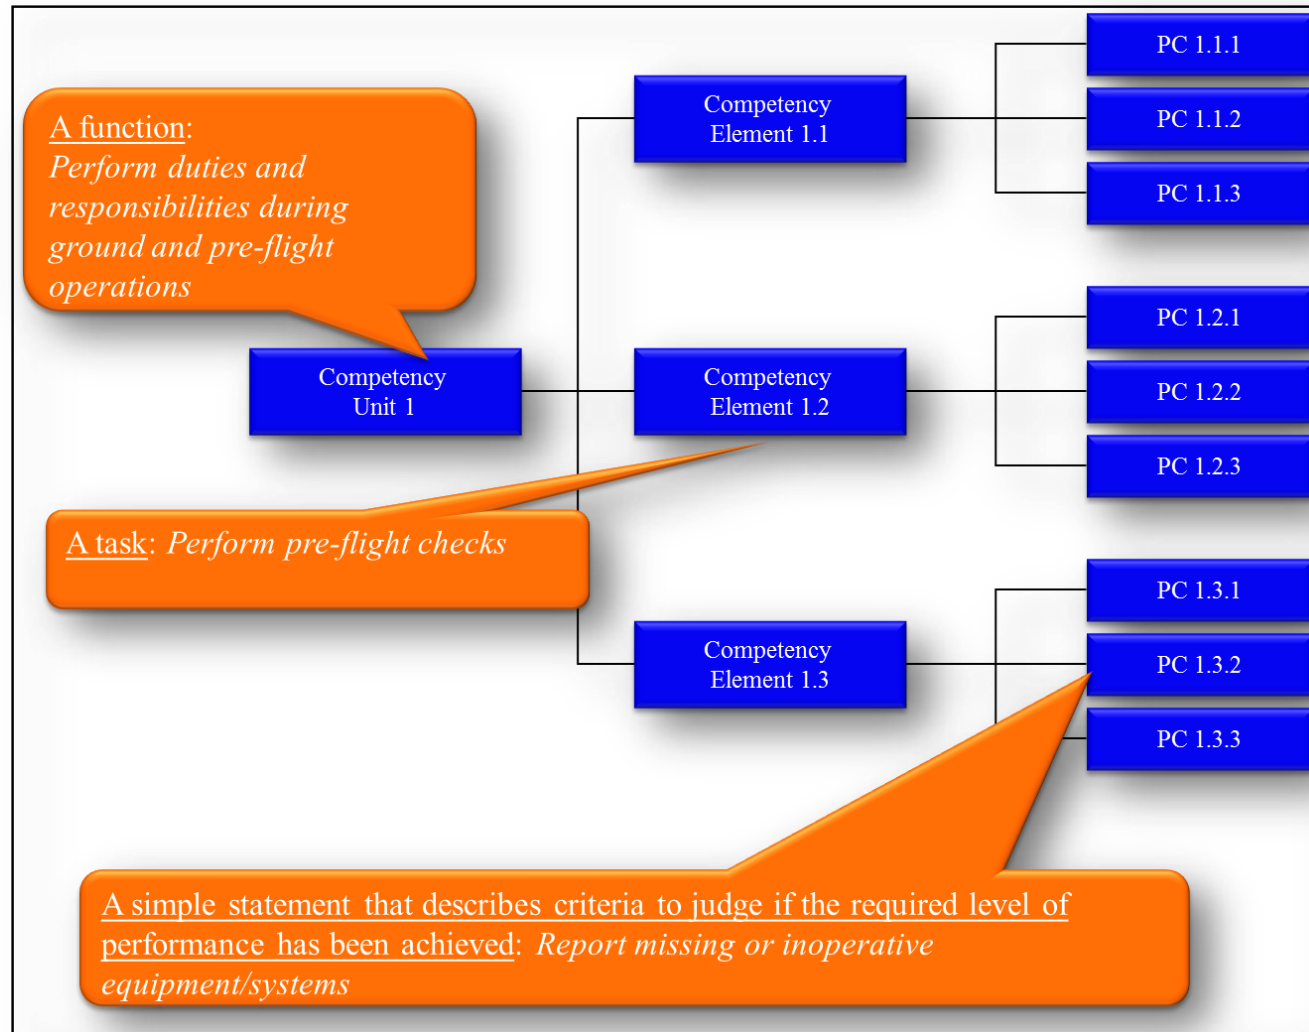 A function:
Perform duties and
responsibilities during
ground and pre-flight
operations
Competency
Unit 1
Competency
Element 1.1
PC 1.1.1
PC 1.1.2
PC 1.1.3
Competency
Element 1.2
PC 1.2.1
PC 1.2.2
PC 1.2.3
A task: Perform pre-flight checks
Competency
Element 1.3
PC 1.3.1
PC 1.3.2
PC 1.3.3
A simple statement that describes criteria to judge if the required level of
performance has been achieved: Report missing or inoperative
equipment/systems